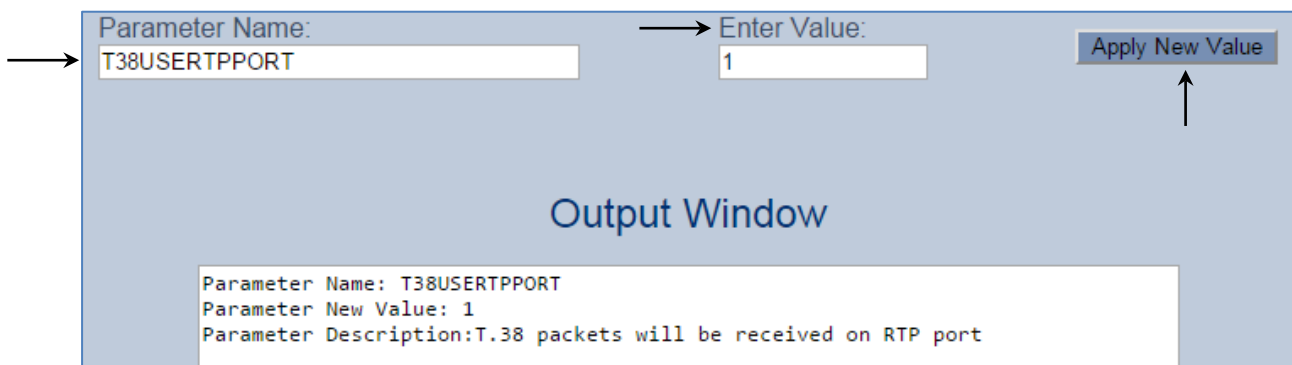 Parameter Name:
Enter Value:
T38USERTPPORT
1
Apply New Value
Output Window
Parameter Name: T38USERTPPORT
Parameter New Value: 1
Parameter Description:T.38 packets will be received on RTP port